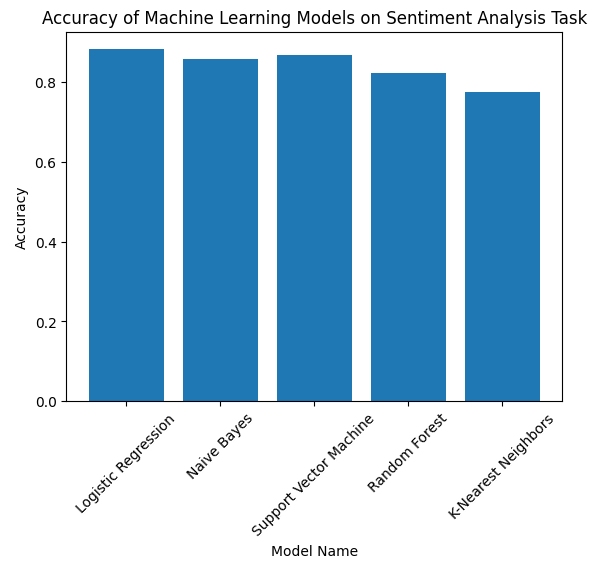 Accuracy of Machine Learning Models on Sentiment Analysis Task
0.8
0.6
0.4
0.2
0.0
Accuracy
Logistic Regression
Naive Bayes
Support Vector Machine
Random Forest
K-Nearest Neighbors
Model Name